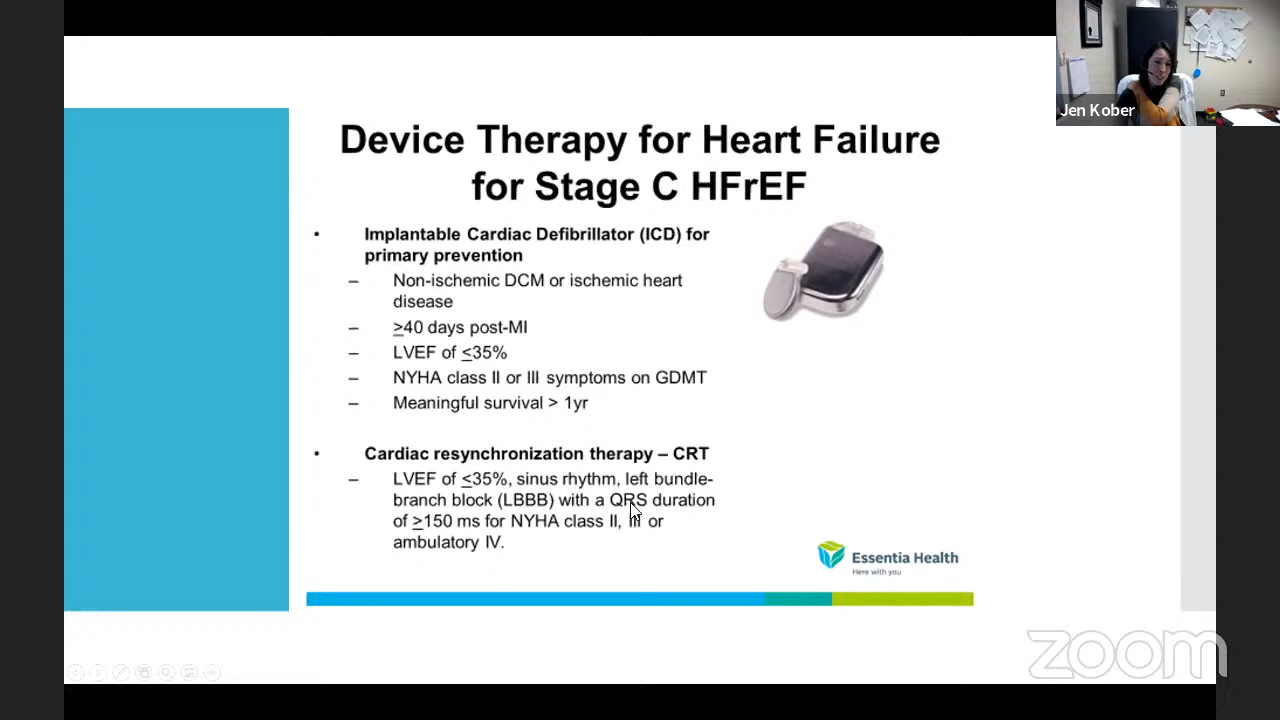 Jen Kober
Device Therapy for Heart Failure
for Stage C HFrEF
• Implantable Cardiac Defibrillator (ICD) for
primary prevention
– Non-ischemic DCM or ischemic heart
disease
– ≥40 days post-MI
– LVEF of ≤35%
– NYHA class II or III symptoms on GDMT
– Meaningful survival > 1yr
• Cardiac resynchronization therapy – CRT
– LVEF of ≤35%, sinus rhythm, left bundle-
branch block (LBBB) with a QRS duration
of ≥150 ms for NYHA class II, III or
ambulatory IV.
Essentia Health
Here with you
zoom